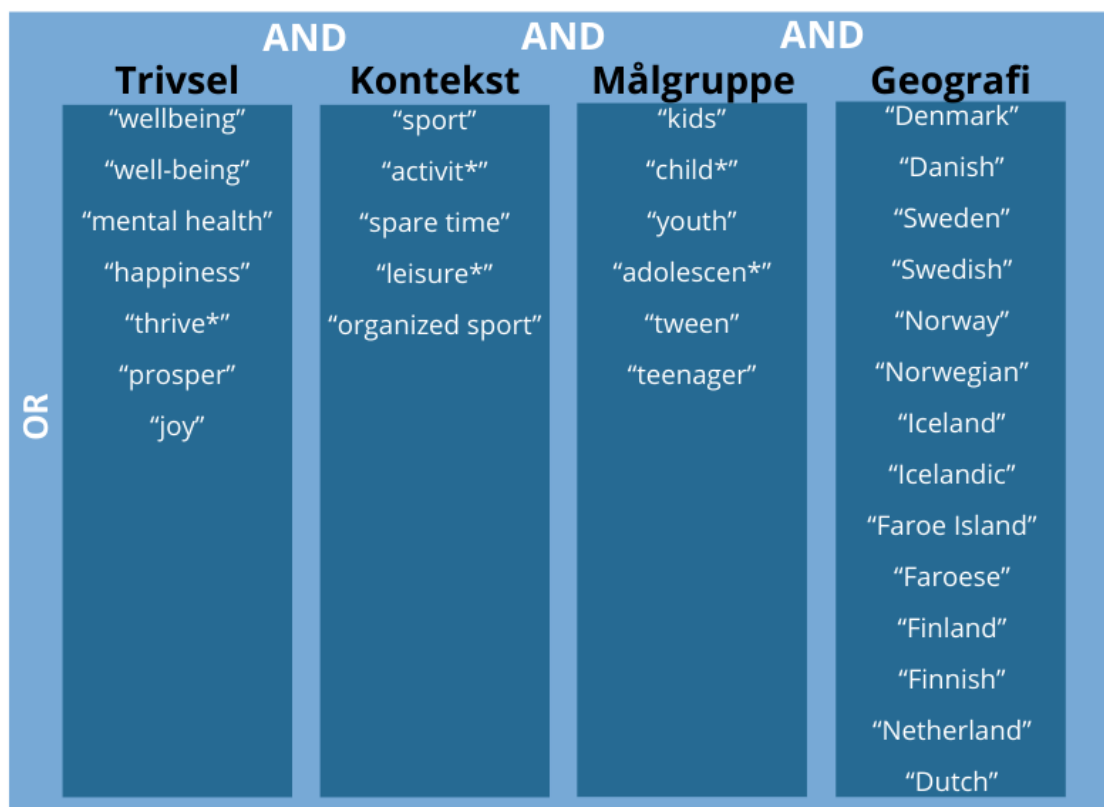 AND AND AND
Trivsel Kontekst Målgruppe Geografi
“wellbeing” “sport” “kids” “Denmark”
“well-being” “activit*” “child*” “Danish”
“mental health” “spare time” “youth” “Sweden”
“happiness” “leisure*” “adolescen*” “Swedish”
“thrive*” “organized sport” “tween” “Norway”
“prosper” “teenager” “Norwegian”
“joy” “Iceland”
“Icelandic”
“Faroe Island”
“Faroese”
“Finland”
“Finnish”
“Netherland”
“Dutch”
OR